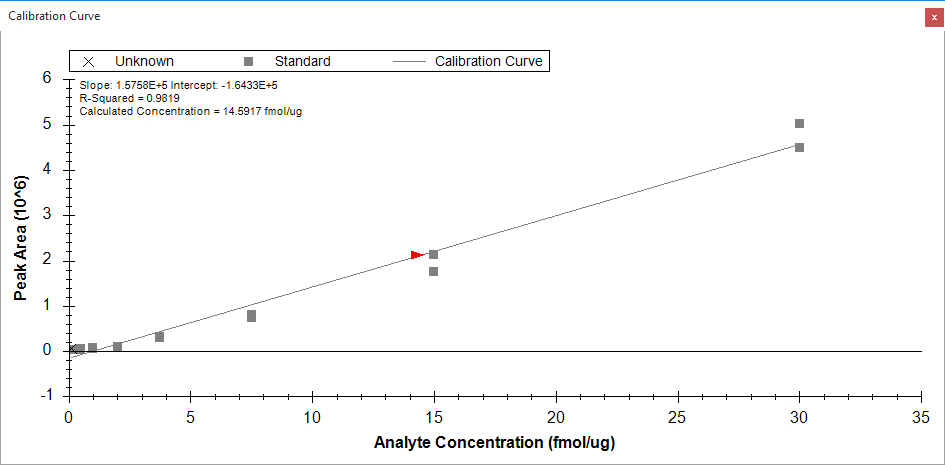 Calibration Curve
x
Unknown Standard Calibration Curve
Slope: 1.5758E+5 Intercept: -1.6433E+5
R-Squared = 0.9819
Calculated Concentration = 14.5917 fmol/ug
6
5
4
3
2
1
0
-1
Peak Area (10^6)
0 5 10 15 20 25 30 35
Analyte Concentration (fmol/ug)